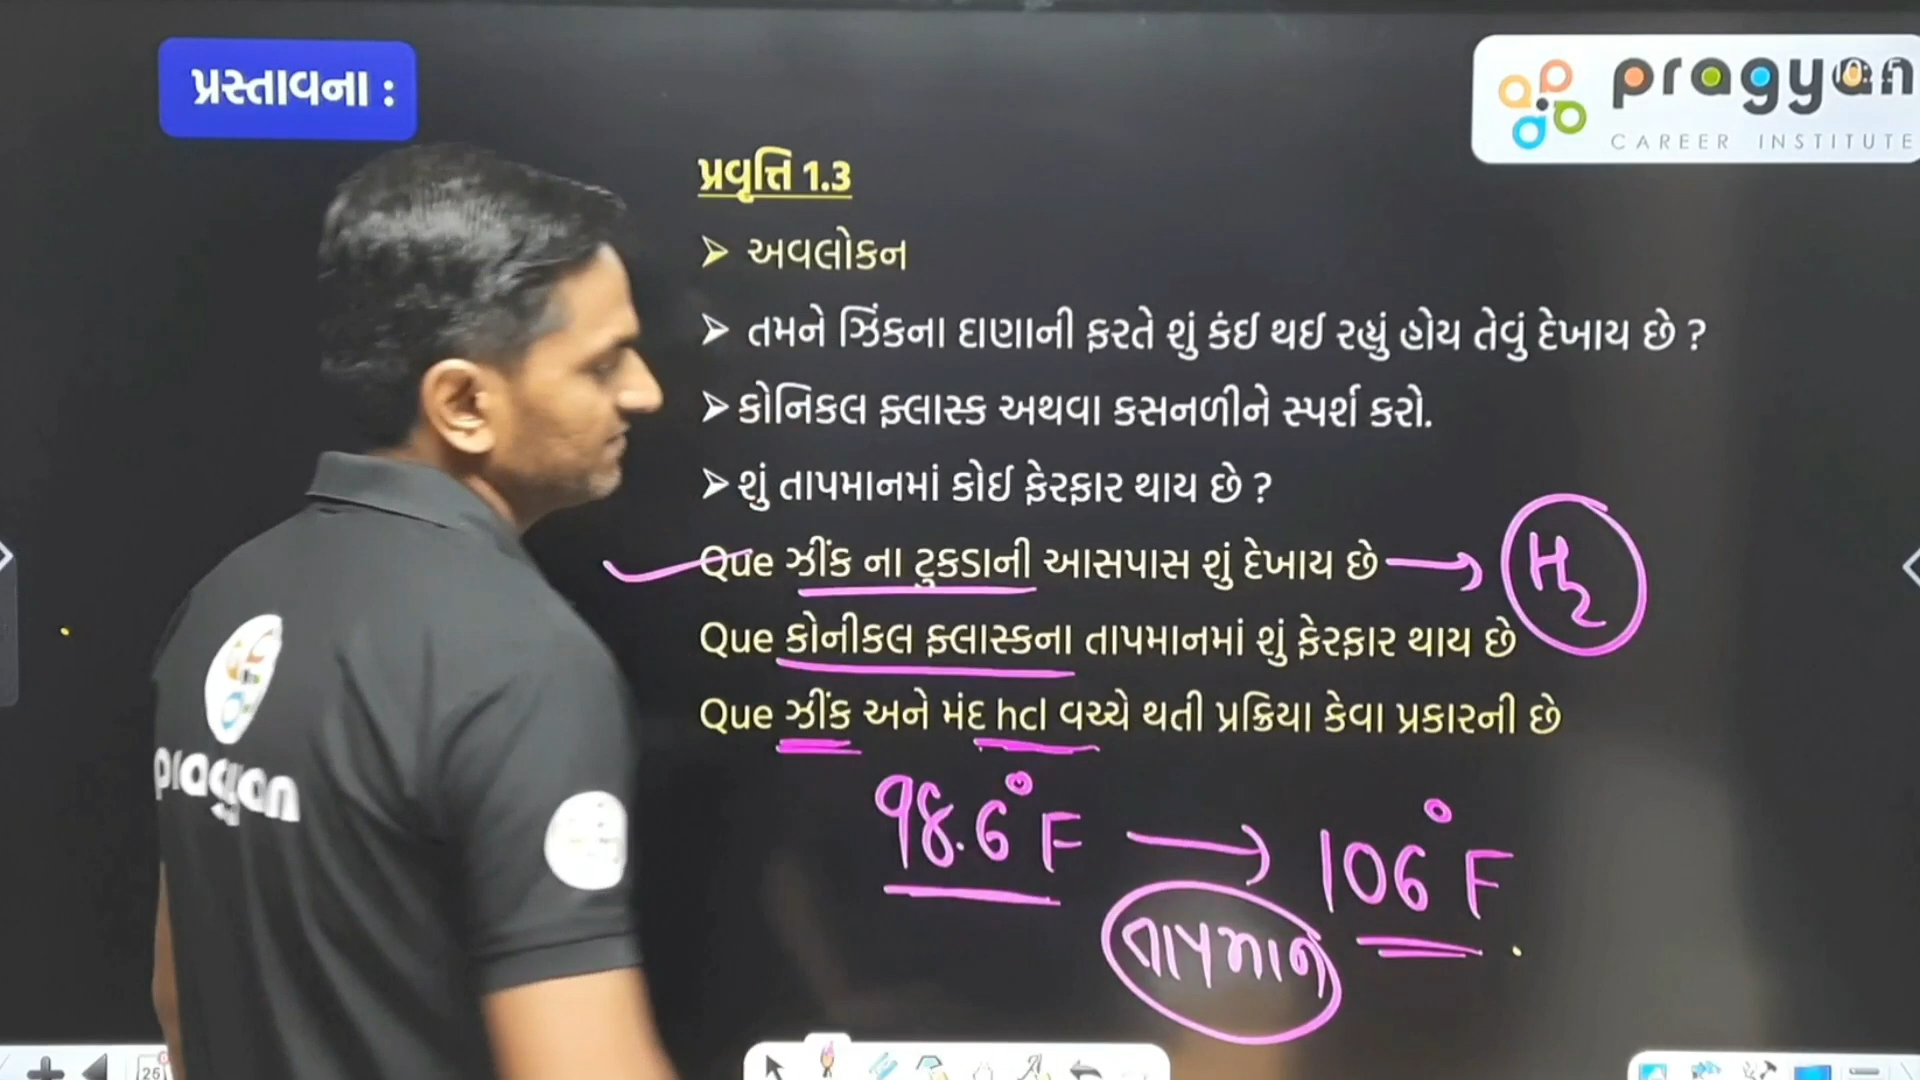 પ્રસ્તાવના :
pragyan
CAREER INSTITUTE
પ્રવૃત્તિ 1.3
➤ અવલોકન
➤ તમને ઝિંકના દાણાની ફરતે શું કંઈ થઈ રહ્યું હોય તેવું દેખાય છે ?
➤ કોનિકલ ફ્લાસ્ક અથવા કસનળીને સ્પર્શ કરો.
➤ શું તાપમાનમાં કોઈ ફેરફાર થાય છે ?
Que ઝીંક ના ટુકડાની આસપાસ શું દેખાય છે → H₂
Que કોનીકલ ફ્લાસ્કના તાપમાનમાં શું ફેરફાર થાય છે
Que ઝીંક અને મંદ hcl વચ્ચે થતી પ્રક્રિયા કેવા પ્રકારની છે
98.6°F → 106°F
તાપમાન
pragyan